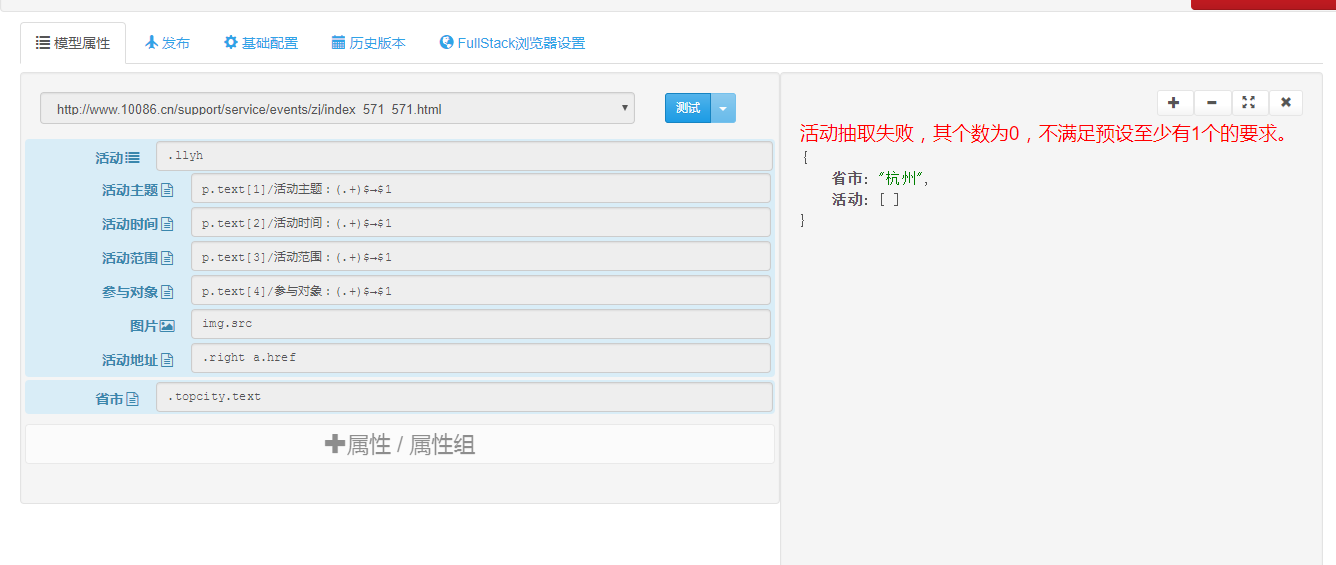 模型属性 发布 基础配置 历史版本 FullStack浏览器设置
http://www.10086.cn/support/service/events/zj/index_571_571.html 测试
活动 .llyh
活动主题 p.text[1]/活动主题：(.+)$→$1
活动时间 p.text[2]/活动时间：(.+)$→$1
活动范围 p.text[3]/活动范围：(.+)$→$1
参与对象 p.text[4]/参与对象：(.+)$→$1
图片 img.src
活动地址 .right a.href
省市 .topcity.text
属性 / 属性组
活动抽取失败，其个数为0，不满足预设至少有1个的要求。
{
省市: "杭州",
活动: [ ]
}